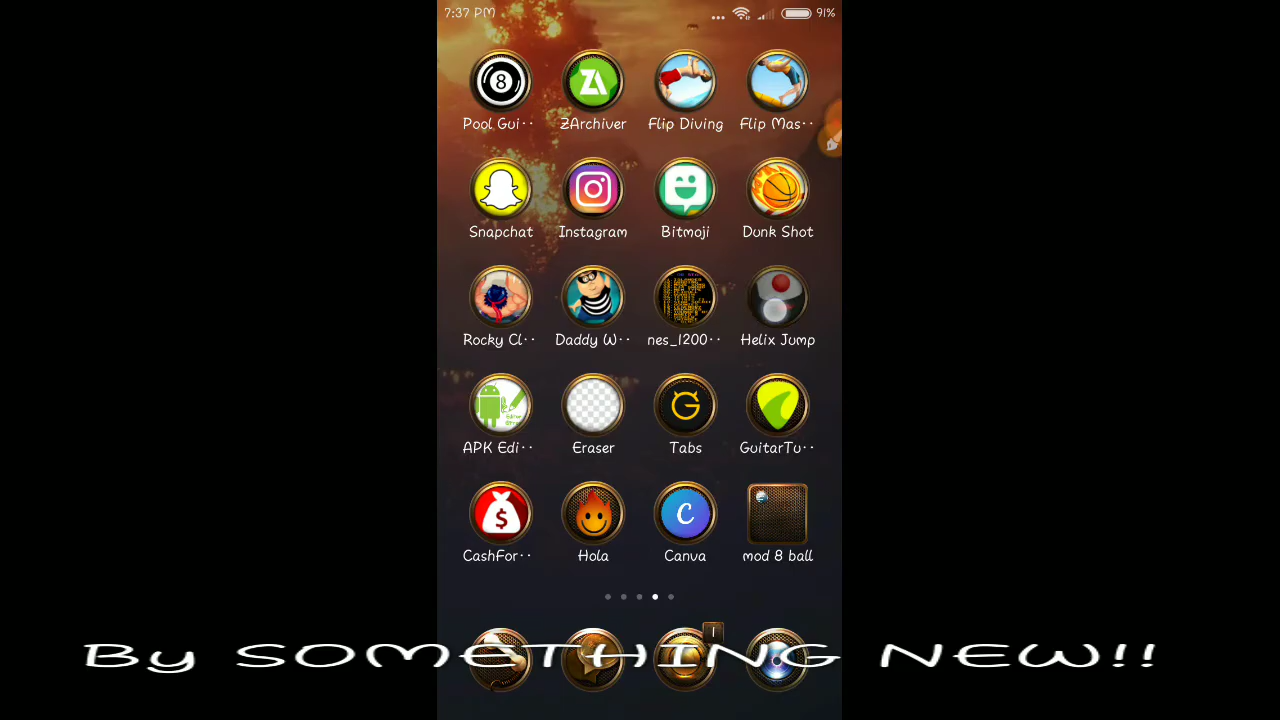 7:37 PM 91%
Pool Gui·· ZArchiver Flip Diving Flip Mas··
Snapchat Instagram Bitmoji Dunk Shot
Rocky Cl·· Daddy W·· nes_1200·· Helix Jump
APK Edi·· Eraser Tabs GuitarTu··
CashFor·· Hola Canva mod 8 ball
1
By SOMETHING NEW!!